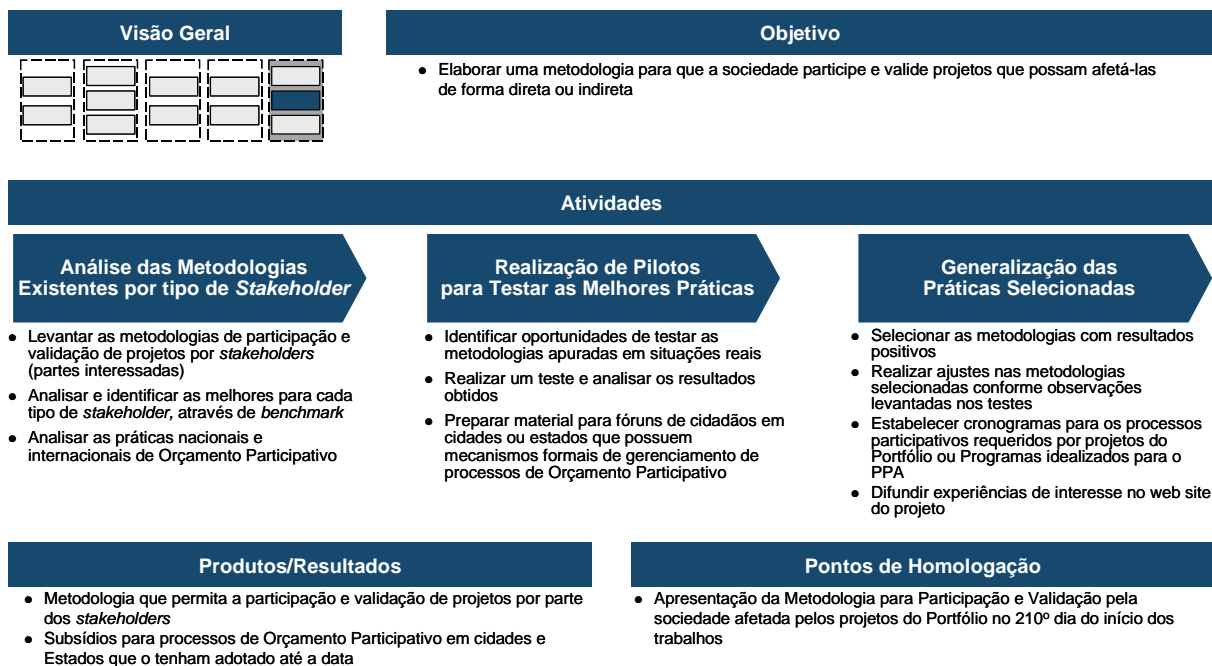 Visão Geral
Objetivo
● Elaborar uma metodologia para que a sociedade participe e valide projetos que possam afetá-las
de forma direta ou indireta
Atividades
Análise das Metodologias
Existentes por tipo de Stakeholder
● Levantar as metodologias de participação e
validação de projetos por stakeholders
(partes interessadas)
● Analisar e identificar as melhores para cada
tipo de stakeholder, através de benchmark
● Analisar as práticas nacionais e
internacionais de Orçamento Participativo
Realização de Pilotos
para Testar as Melhores Práticas
● Identificar oportunidades de testar as
metodologias apuradas em situações reais
● Realizar um teste e analisar os resultados
obtidos
● Preparar material para fóruns de cidadãos em
cidades ou estados que possuem
mecanismos formais de gerenciamento de
processos de Orçamento Participativo
Generalização das
Práticas Selecionadas
● Selecionar as metodologias com resultados
positivos
● Realizar ajustes nas metodologias
selecionadas conforme observações
levantadas nos testes
● Estabelecer cronogramas para os processos
participativos requeridos por projetos do
Portfólio ou Programas idealizados para o
PPA
● Difundir experiências de interesse no web site
do projeto
Produtos/Resultados
● Metodologia que permita a participação e validação de projetos por parte
dos stakeholders
● Subsídios para processos de Orçamento Participativo em cidades e
Estados que o tenham adotado até a data
Pontos de Homologação
● Apresentação da Metodologia para Participação e Validação pela
sociedade afetada pelos projetos do Portfólio no 210º dia do início dos
trabalhos